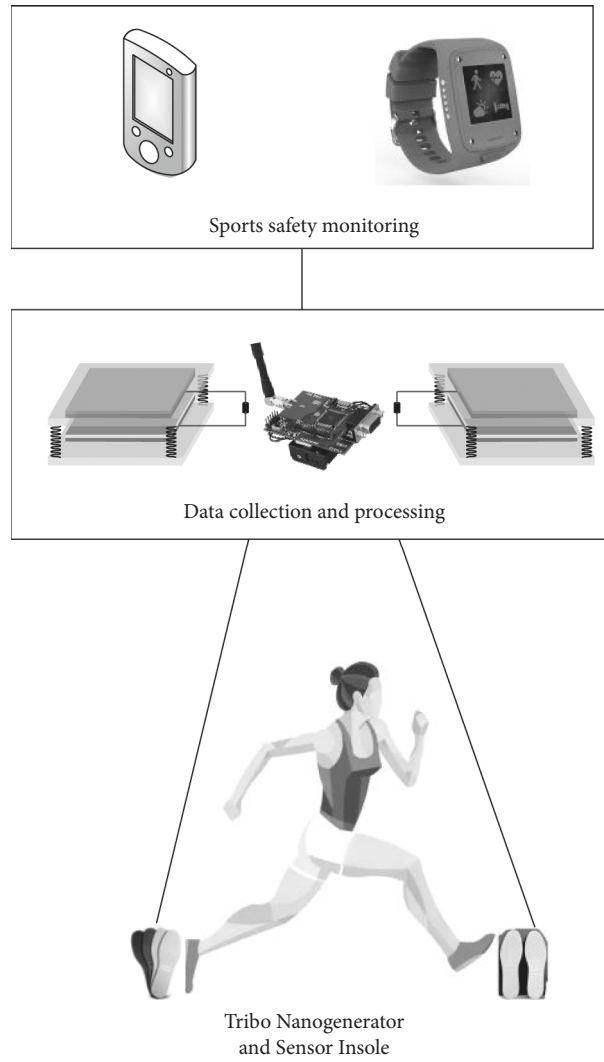 Sports safety monitoring
Data collection and processing
Tribo Nanogenerator
and Sensor Insole